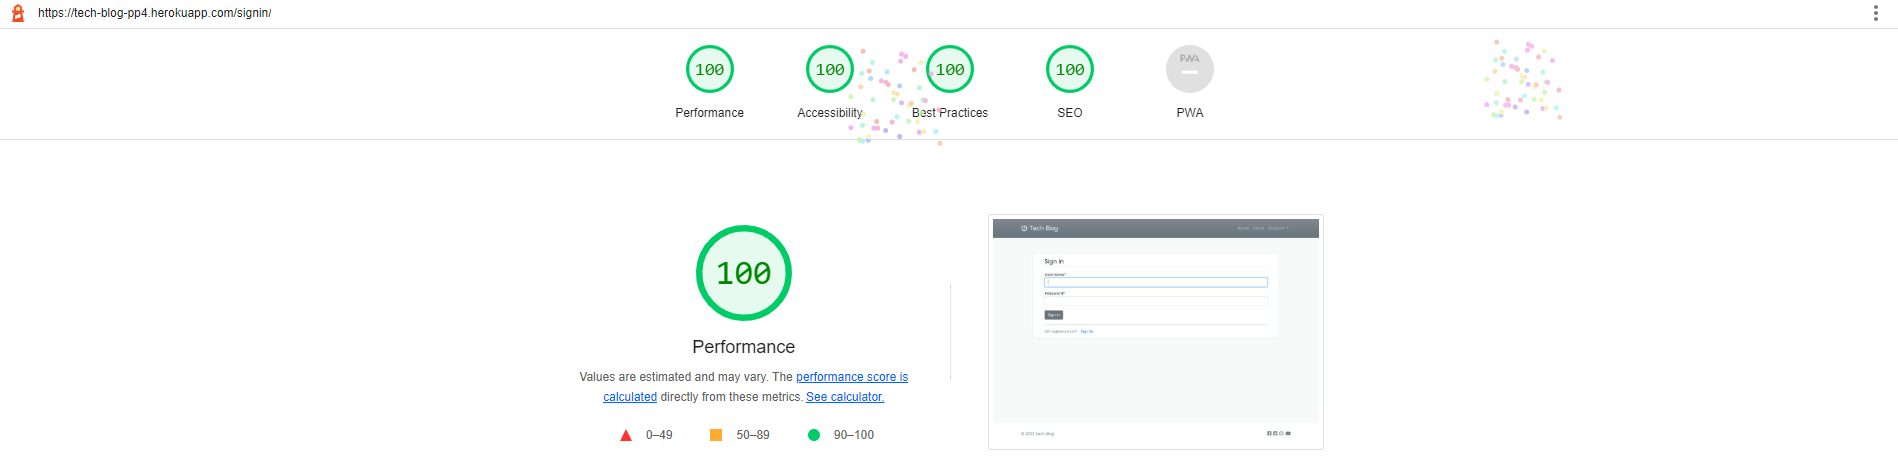 https://tech-blog-pp4.herokuapp.com/signin/
100 100 100 100 PWA
Performance Accessibility Best Practices SEO PWA
100
Performance
Values are estimated and may vary. The performance score is
calculated directly from these metrics. See calculator.
0–49 50–89 90–100
Tech Blog
Home About Account
Sign In
Username*
Password*
Sign In
Not registered yet? Sign Up
© 2022 Tech Blog